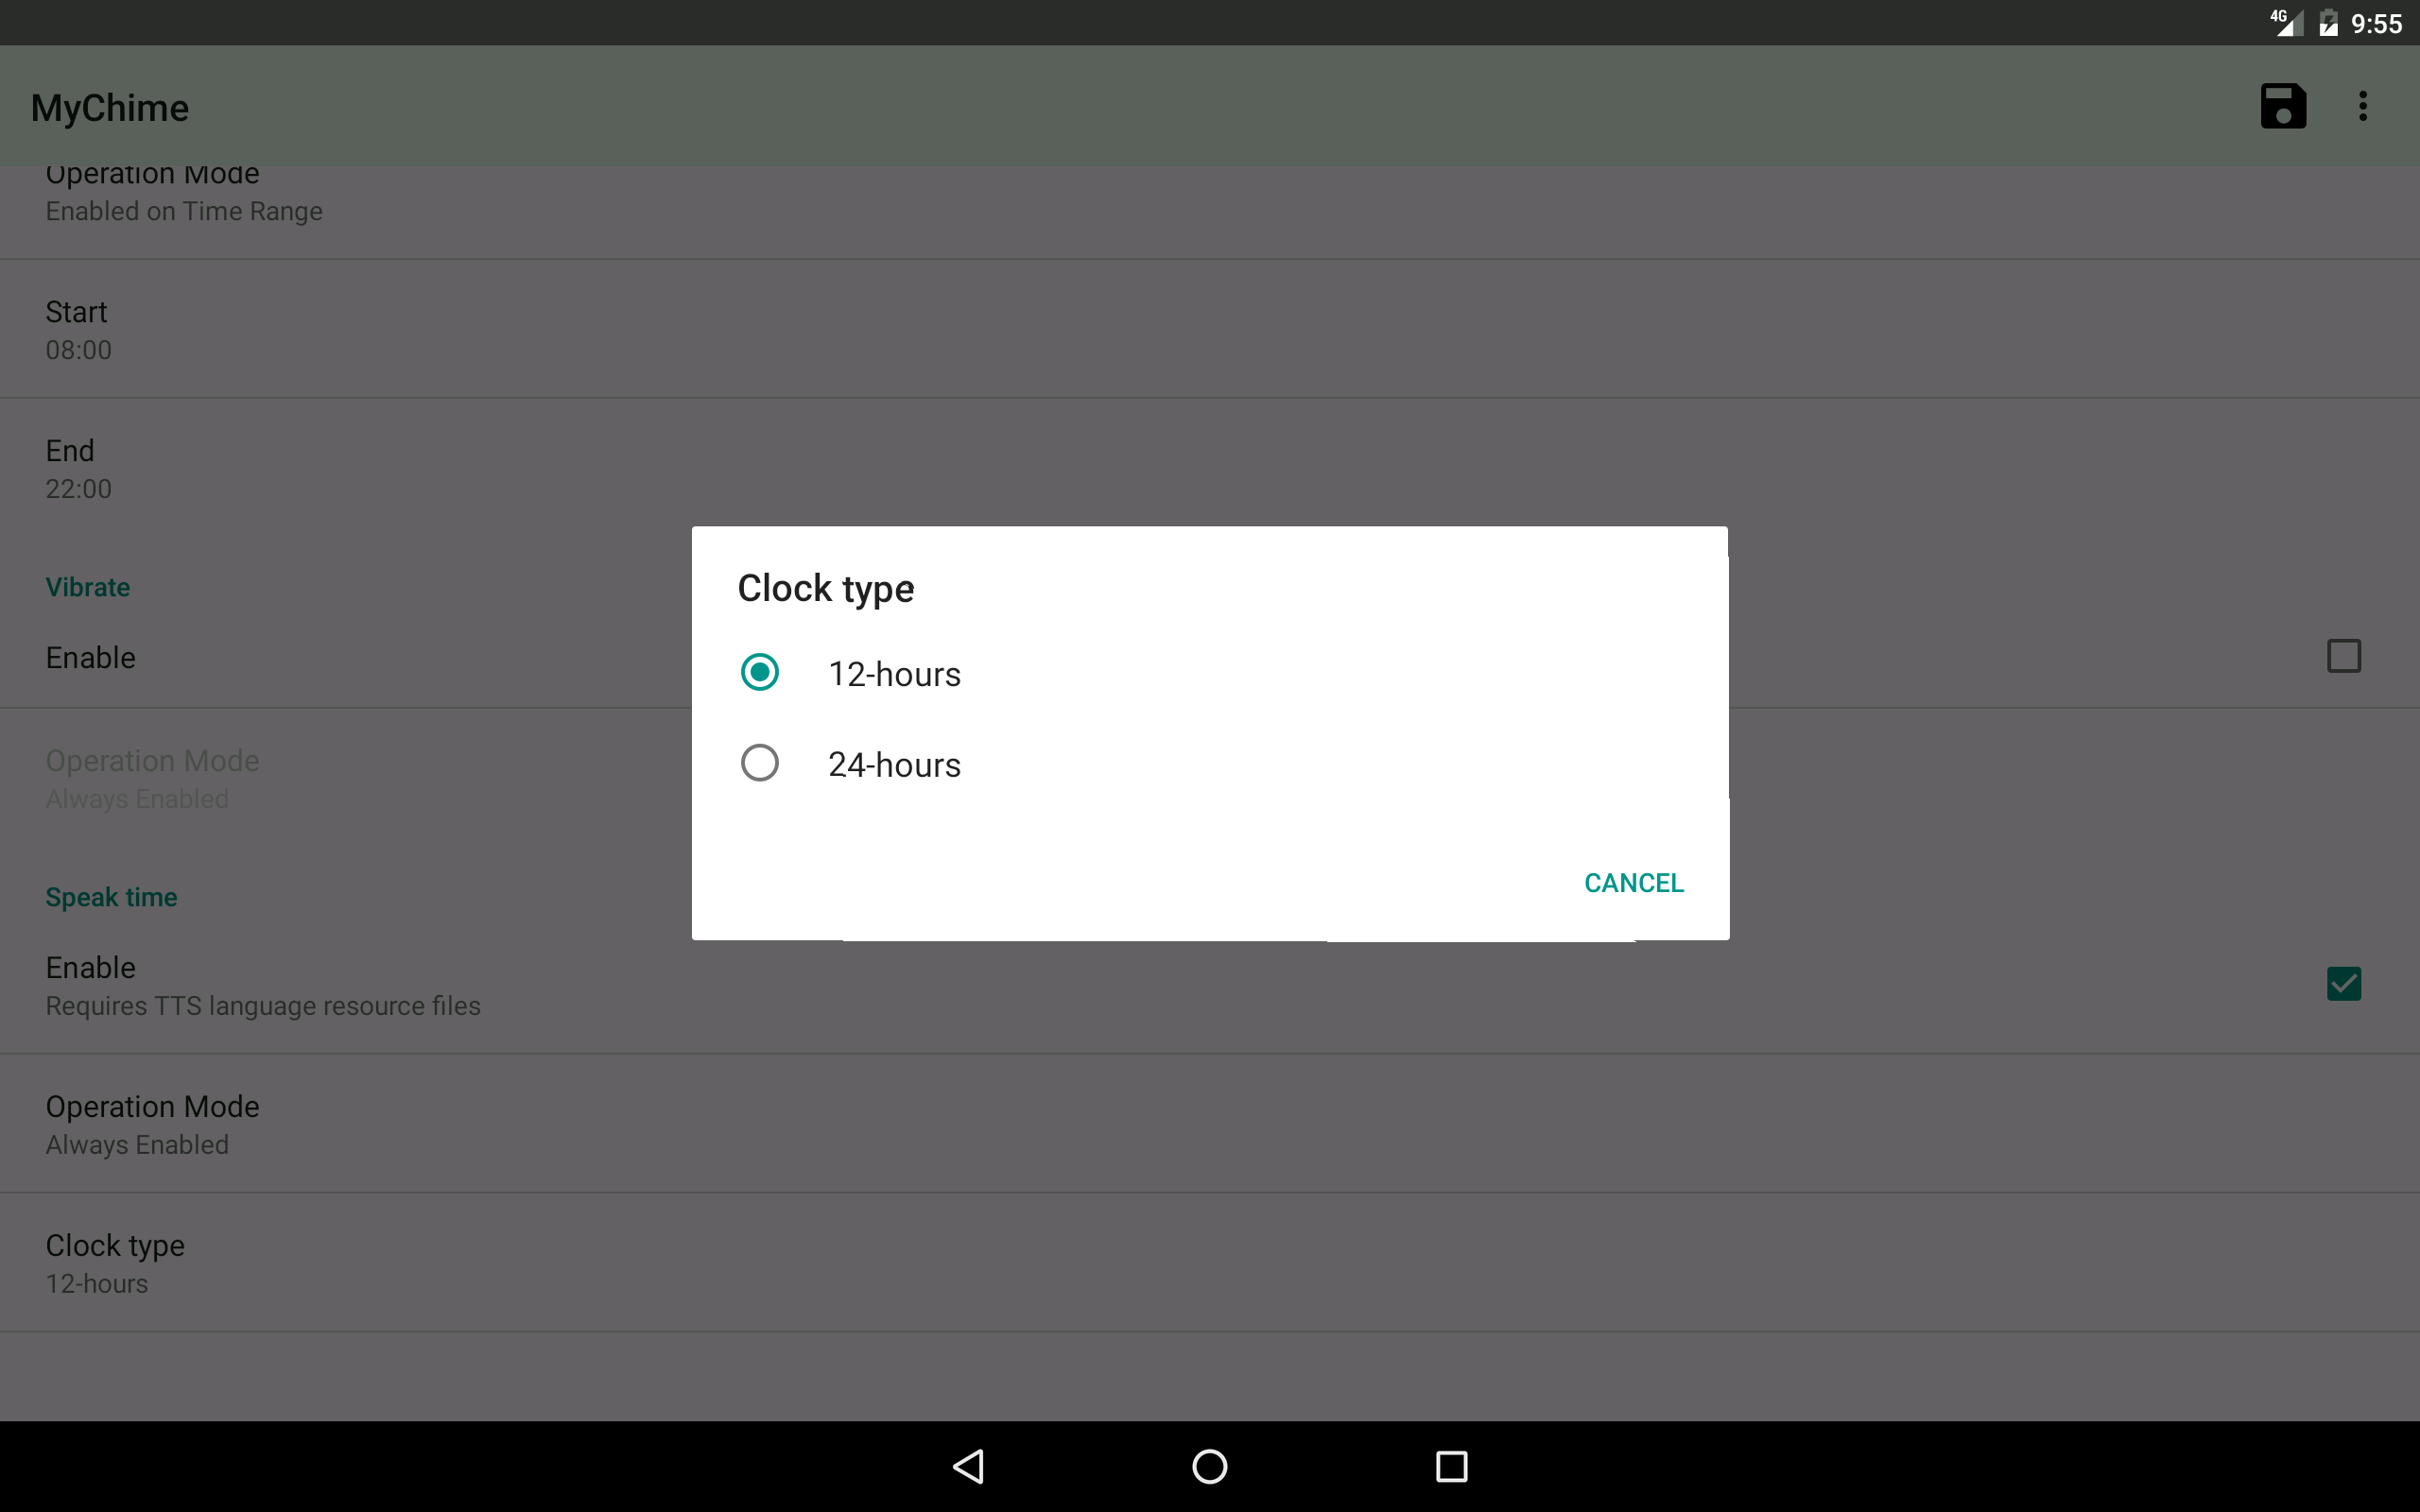 4G 9:55
MyChime
Operation Mode
Enabled on Time Range
Start
08:00
End
22:00
Vibrate
Enable
Operation Mode
Always Enabled
Speak time
Enable
Requires TTS language resource files
Operation Mode
Always Enabled
Clock type
12-hours
Clock type
12-hours
24-hours
CANCEL